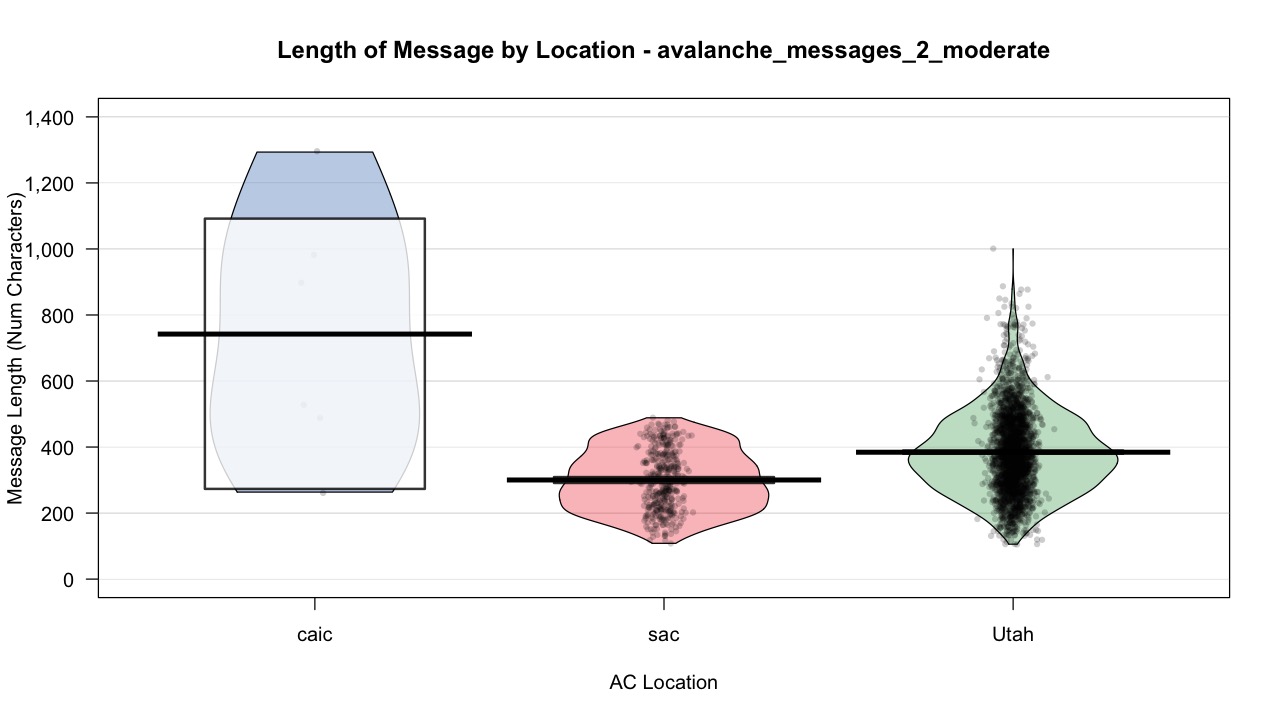 Length of Message by Location - avalanche_messages_2_moderate
Message Length (Num Characters)
1,400
1,200
1,000
800
600
400
200
0
caic sac Utah
AC Location